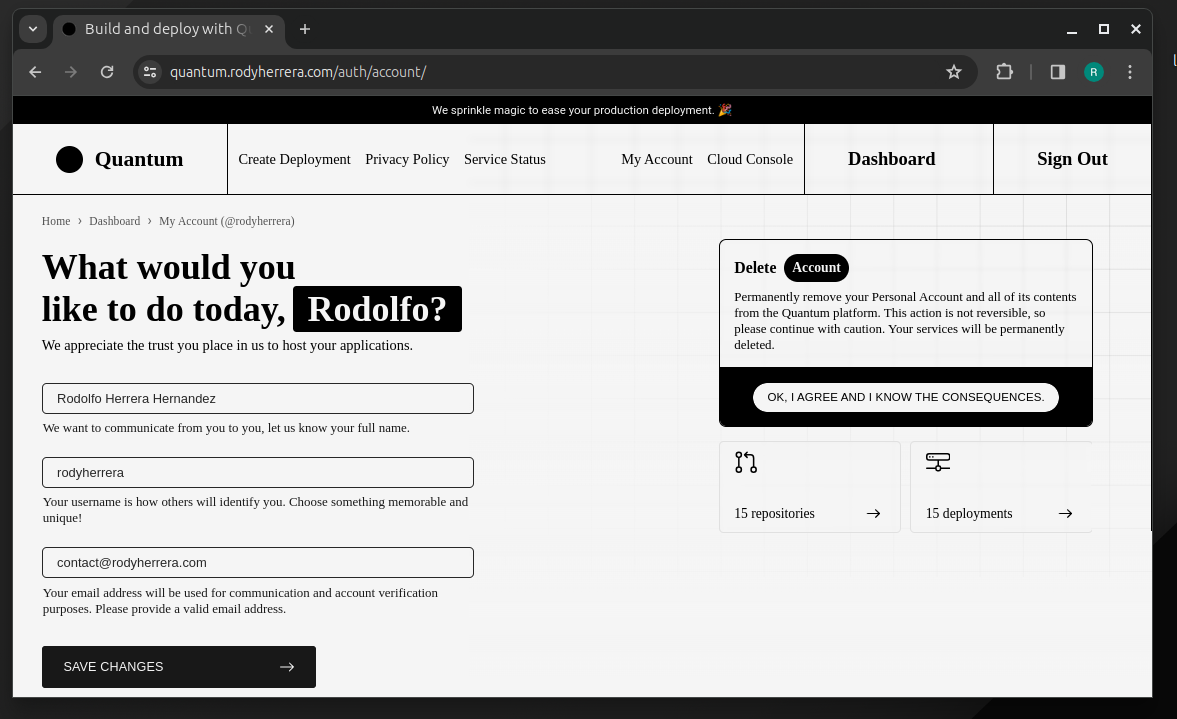 Build and deploy with Qu
quantum.rodyherrera.com/auth/account/
R
We sprinkle magic to ease your production deployment. 🎉
Quantum
Create Deployment Privacy Policy Service Status
My Account Cloud Console
Dashboard
Sign Out
Home › Dashboard › My Account (@rodyherrera)
What would you
like to do today, Rodolfo?
We appreciate the trust you place in us to host your applications.
Rodolfo Herrera Hernandez
We want to communicate from you to you, let us know your full name.
rodyherrera
Your username is how others will identify you. Choose something memorable and
unique!
contact@rodyherrera.com
Your email address will be used for communication and account verification
purposes. Please provide a valid email address.
SAVE CHANGES
Delete Account
Permanently remove your Personal Account and all of its contents
from the Quantum platform. This action is not reversible, so
please continue with caution. Your services will be permanently
deleted.
OK, I AGREE AND I KNOW THE CONSEQUENCES.
15 repositories
15 deployments